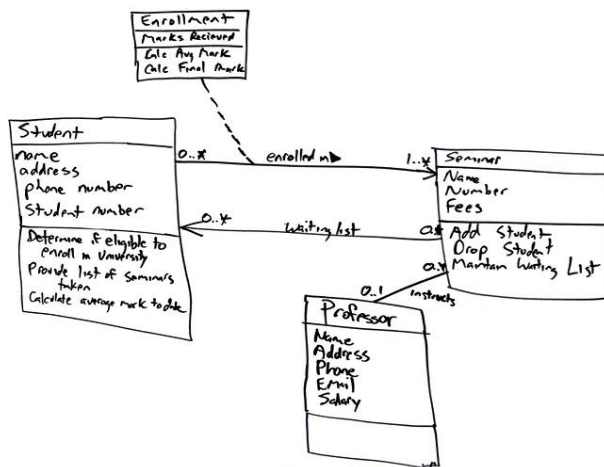 Enrollment
Marks Recieved
Calc Avg Mark
Calc Final Mark
Student
name
address
phone number
Student number
Determine if eligible to
enroll in University
Provide list of Seminars
taken
Calculate average mark to date
0..*
enrolled in
1..*
0..*
Waiting list
0..*
Seminar
Name
Number
Fees
Add Student
Drop Student
Maintain Waiting List
0..*
instructs
0..1
Professor
Name
Address
Phone
Email
Salary